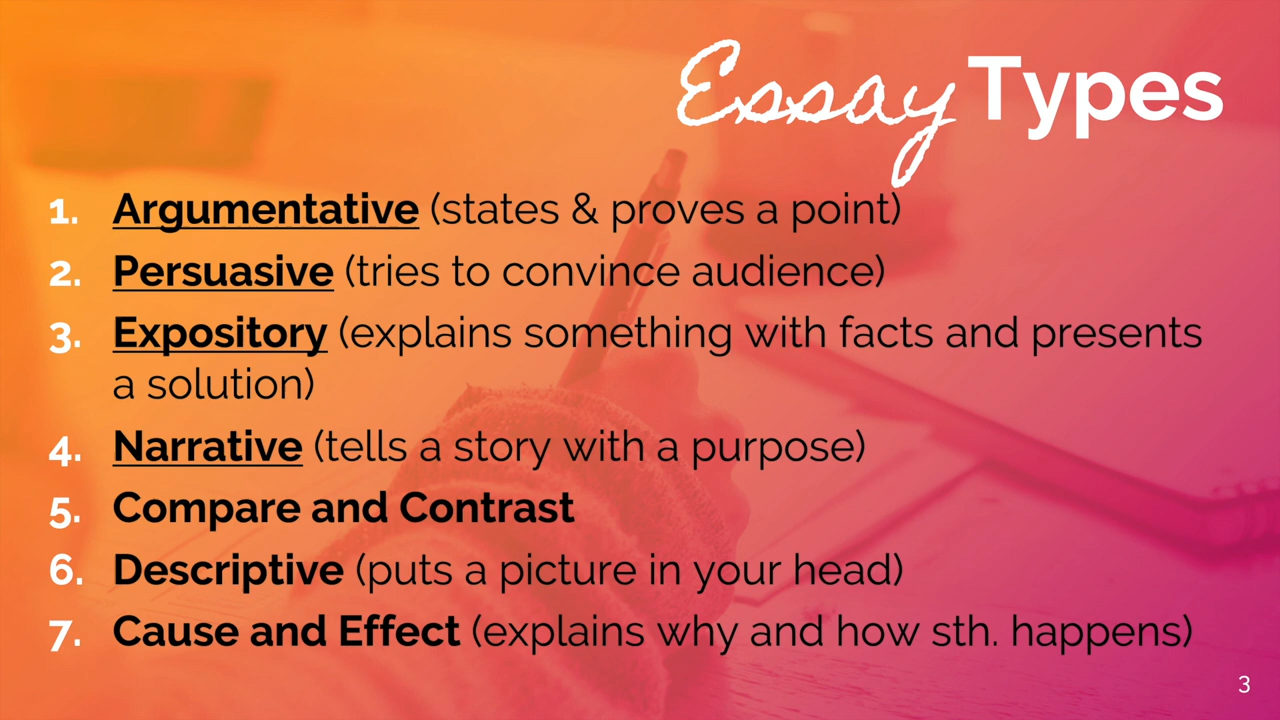 Essay Types
1. Argumentative (states & proves a point)
2. Persuasive (tries to convince audience)
3. Expository (explains something with facts and presents
a solution)
4. Narrative (tells a story with a purpose)
5. Compare and Contrast
6. Descriptive (puts a picture in your head)
7. Cause and Effect (explains why and how sth. happens)
3